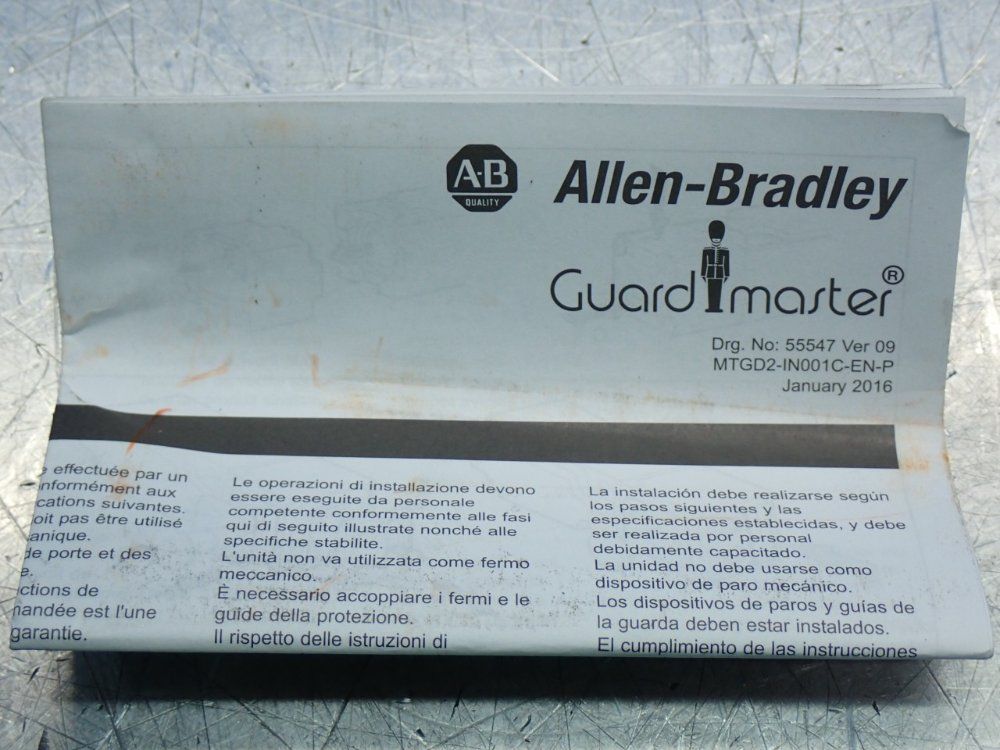 A-B
QUALITY
Allen-Bradley
Guardmaster®
Drg. No: 55547 Ver 09
MTGD2-IN001C-EN-P
January 2016
effectuée par un
aux
suivantes.
pas être utilisé
de porte et des
de
est l'une
garantie.
Le operazioni di installazione devono
essere eseguite da personale
competente conformemente alle fasi
qui di seguito illustrate nonché alle
specifiche stabilite.
L'unità non va utilizzata come fermo
meccanico.
È necessario accoppiare i fermi e le
guide della protezione.
Il rispetto delle istruzioni di
La instalación debe realizarse según
los pasos siguientes y las
especificaciones establecidas, y debe
ser realizada por personal
debidamente capacitado.
La unidad no debe usarse como
dispositivo de paro mecánico.
Los dispositivos de paros y guías de
la guarda deben estar instalados.
El cumplimiento de las instrucciones